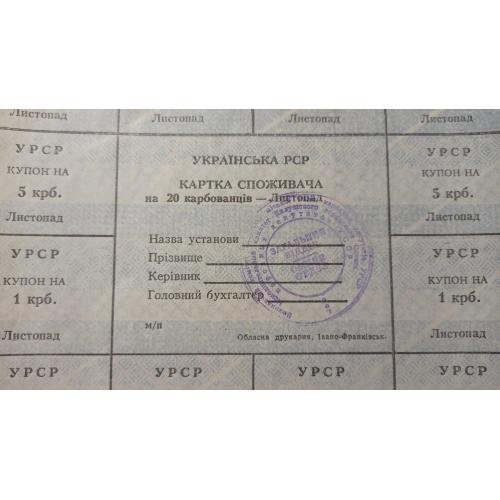 Листопад Листопад Листопад Листопад
УРСР
КУПОН НА
5 крб.
Листопад
УРСР
КУПОН НА
1 крб.
Листопад
УКРАЇНСЬКА РСР
КАРТКА СПОЖИВАЧА
на 20 карбованців — Листопад
Назва установи
Прізвище
Керівник
Головний бухгалтер
м/п
Обласна друкарня, Івано-Франківськ.
ЗАГАЛЬНИЙ
ВІДДІЛ
УРСР
КУПОН НА
5 крб.
Листопад
УРСР
КУПОН НА
1 крб.
Листопад
УРСР УРСР УРСР УРСР